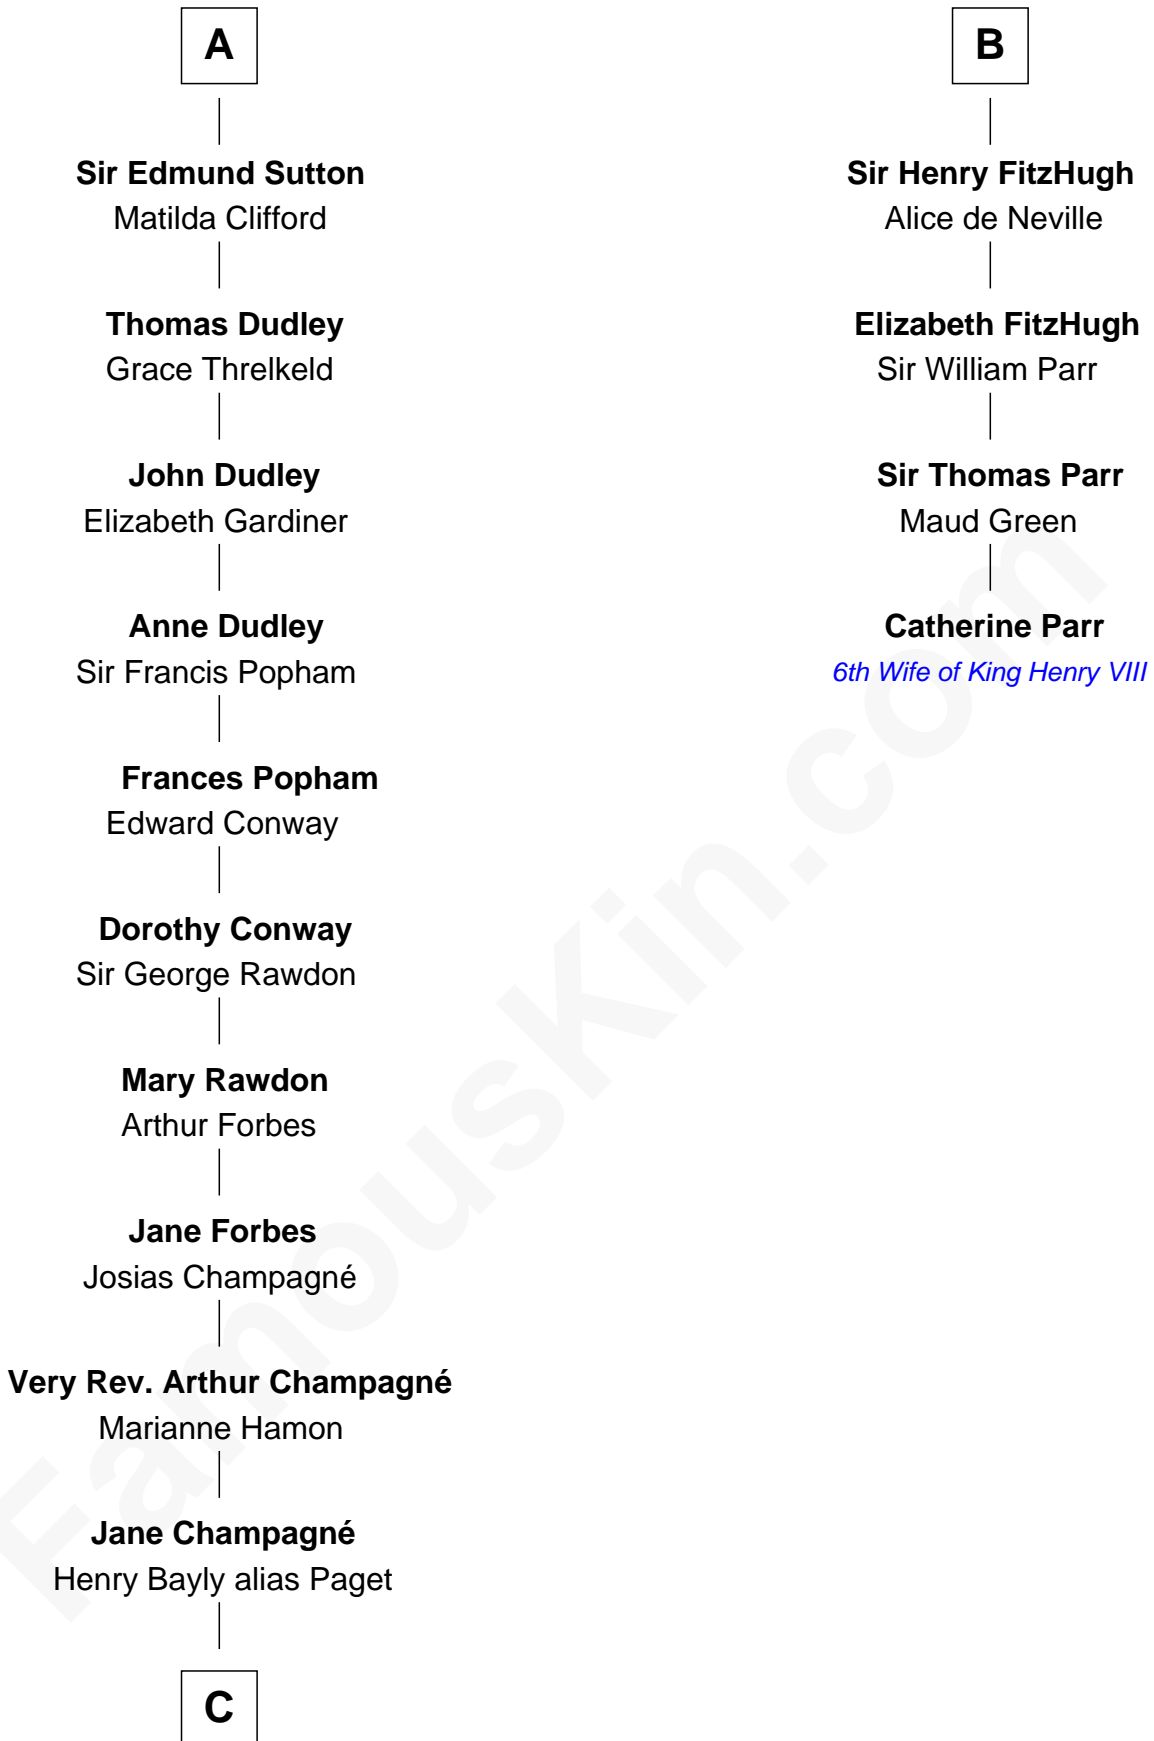 A
Sir Edmund Sutton
Matilda Clifford
Thomas Dudley
Grace Threlkeld
John Dudley
Elizabeth Gardiner
Anne Dudley
Sir Francis Popham
Frances Popham
Edward Conway
Dorothy Conway
Sir George Rawdon
Mary Rawdon
Arthur Forbes
Jane Forbes
Josias Champagné
Very Rev. Arthur Champagné
Marianne Hamon
Jane Champagné
Henry Bayly alias Paget
C
B
Sir Henry FitzHugh
Alice de Neville
Elizabeth FitzHugh
Sir William Parr
Sir Thomas Parr
Maud Green
Catherine Parr
6th Wife of King Henry VIII
FamousKin.com